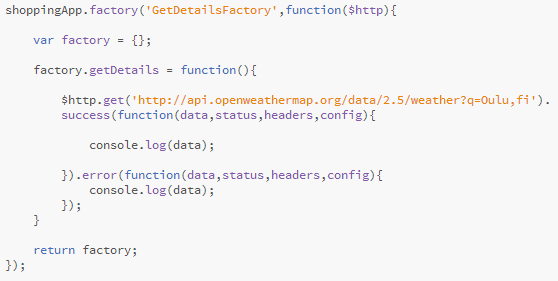 shoppingApp.factory('GetDetailsFactory',function($http){
var factory = {};
factory.getDetails = function(){
$http.get('http://api.openweathermap.org/data/2.5/weather?q=Oulu,fi').
success(function(data,status,headers,config){
console.log(data);
}).error(function(data,status,headers,config){
console.log(data);
});
}
return factory;
});